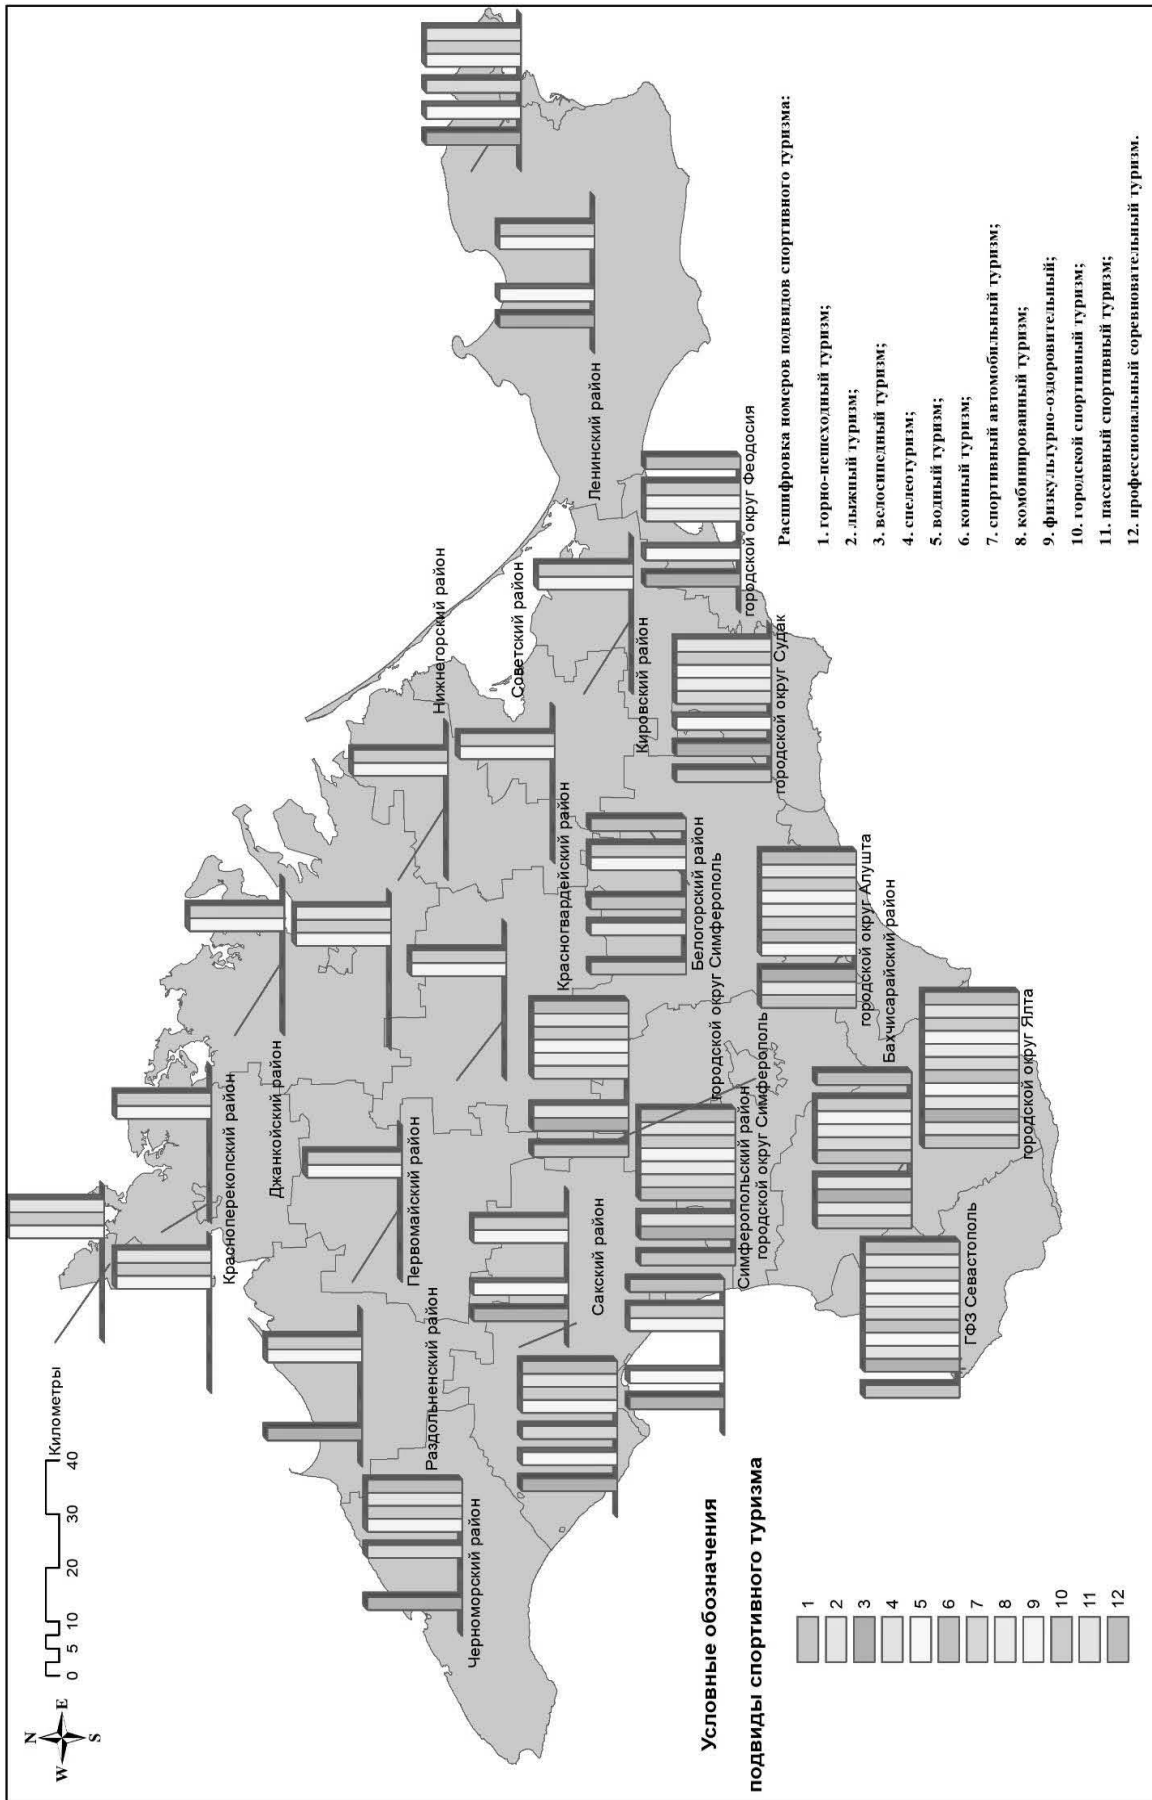 N
W E
S
0 5 10 20 30 40
Километры
Красноперекопский район
Джанкойский район
Нижнегорский район
Первомайский район
Советский район
Раздольненский район
Красногвардейский район
Черноморский район
Ленинский район
Сакский район
Кировский район
Белогорский район
городской округ Симферополь
городской округ Феодосия
Симферопольский район
городской округ Симферополь
городской округ Судак
городской округ Алушта
Бахчисарайский район
ГФЗ Севастополь
городской округ Ялта
Условные обозначения
подвиды спортивного туризма
1
2
3
4
5
6
7
8
9
10
11
12
Расшифровка номеров подвидов спортивного туризма:
1. горно-пешеходный туризм;
2. лыжный туризм;
3. велосипедный туризм;
4. спелеотуризм;
5. водный туризм;
6. конный туризм;
7. спортивный автомобильный туризм;
8. комбинированный туризм;
9. физкультурно-оздоровительный;
10. городской спортивный туризм;
11. пассивный спортивный туризм;
12. профессиональный соревновательный туризм.